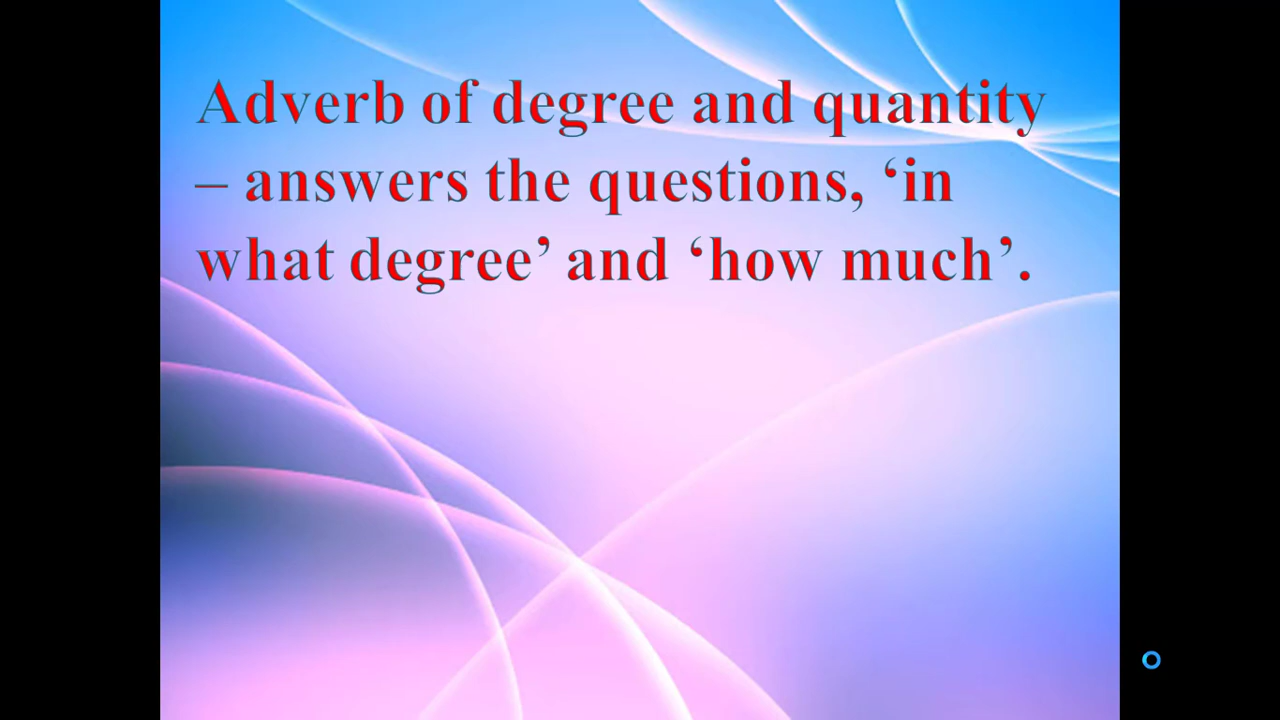 Adverb of degree and quantity
– answers the questions, ‘in
what degree’ and ‘how much’.